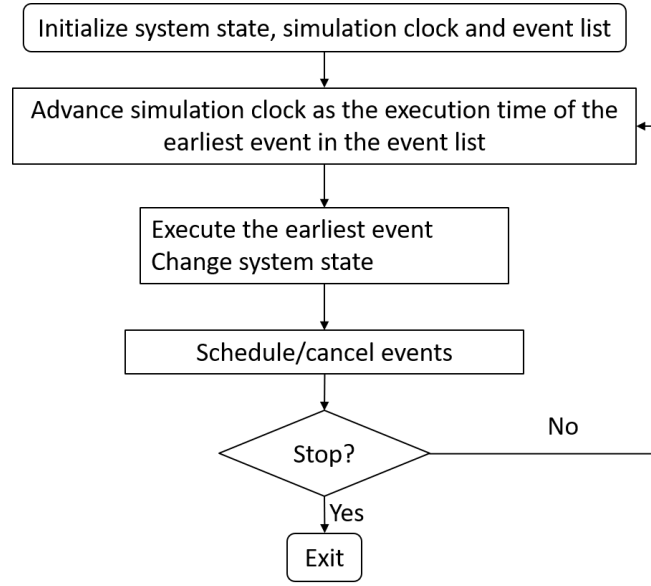 Initialize system state, simulation clock and event list
Advance simulation clock as the execution time of the
earliest event in the event list
Execute the earliest event
Change system state
Schedule/cancel events
Stop?
No
Yes
Exit